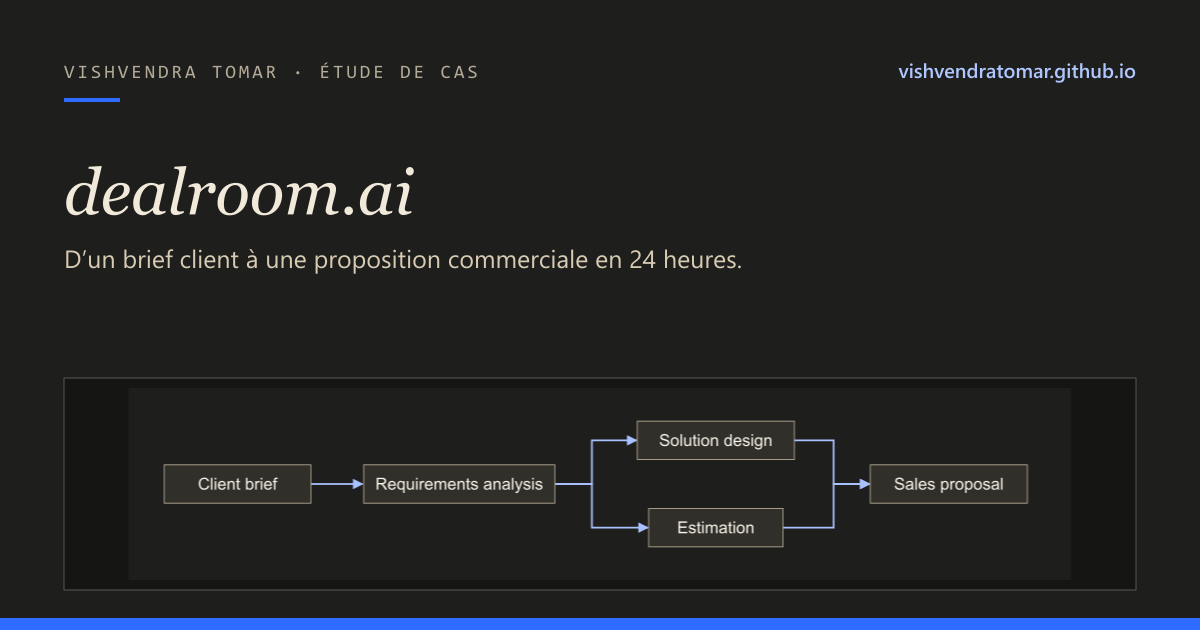 VISHVENDRA TOMAR · ÉTUDE DE CAS
vishvendratomar.github.io
dealroom.ai
D’un brief client à une proposition commerciale en 24 heures.
Client brief
Requirements analysis
Solution design
Estimation
Sales proposal